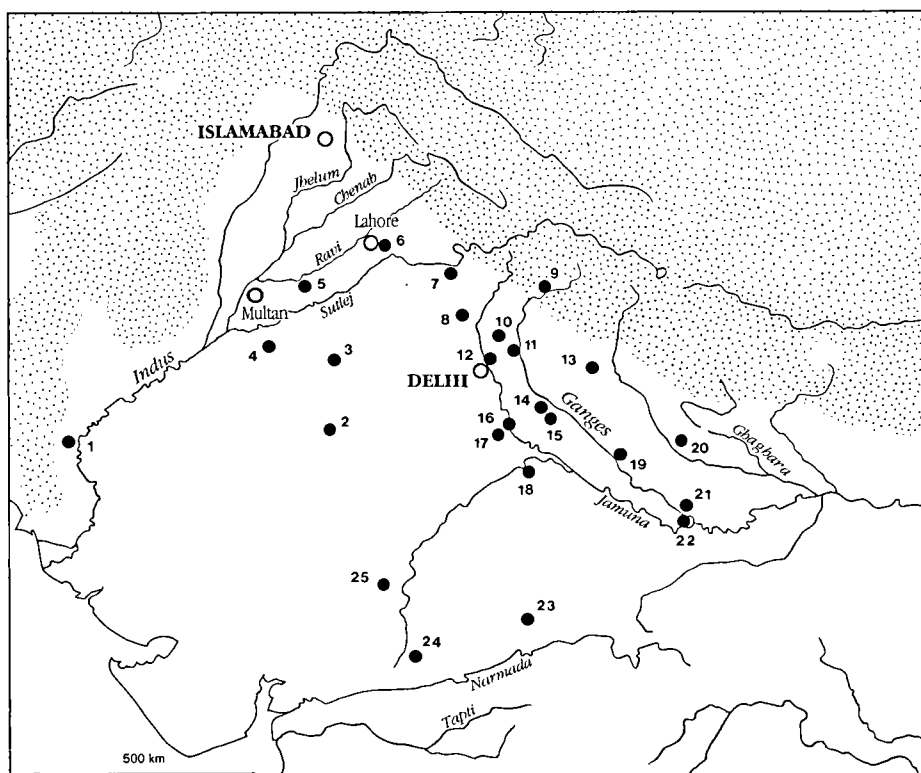 ISLAMABAD
Jhelum
Chenab
Lahore
6
Ravi
7
9
5
Multan
Sutlej
8
10
11
4
3
Indus
12
13
DELHI
14
Ganges
2
15
16
1
17
20
Ghaghara
19
18
21
Jamuna
22
25
23
24
Narmada
Tapti
500 km